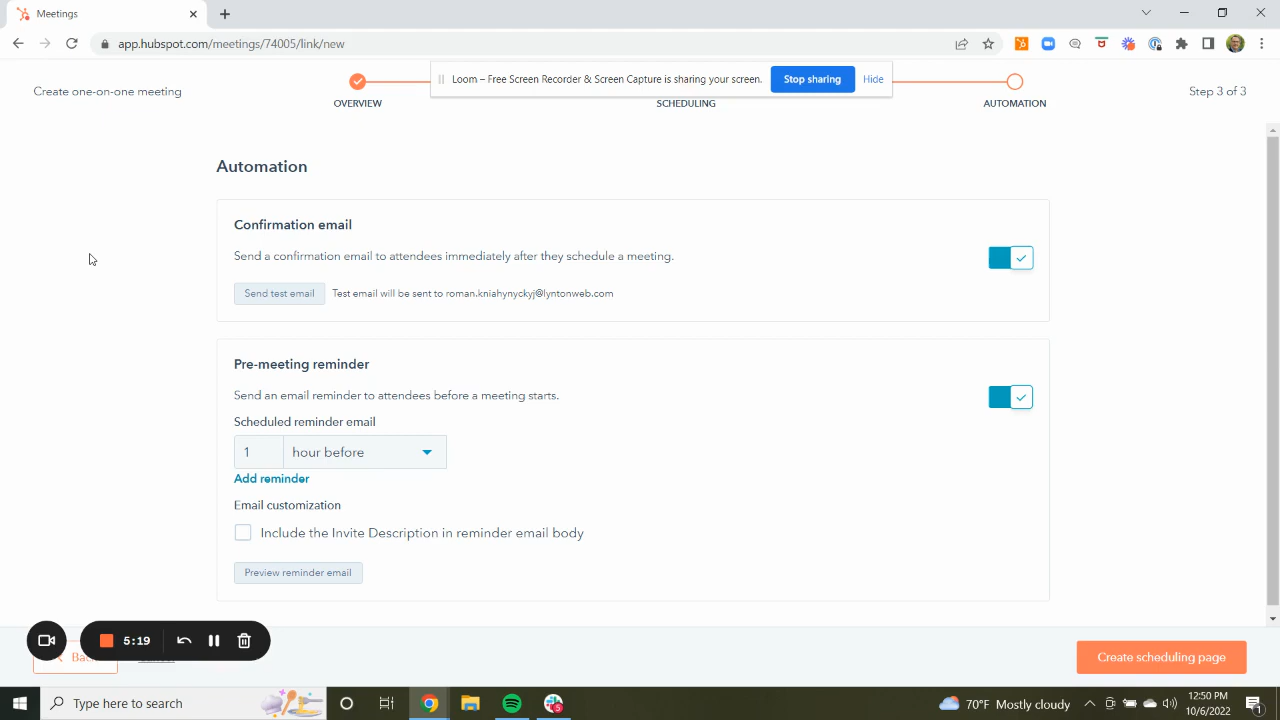 Meetings
app.hubspot.com/meetings/74005/link/new
Loom – Free Screen Recorder & Screen Capture is sharing your screen. Stop sharing Hide
Create one-on-one meeting
OVERVIEW
SCHEDULING
AUTOMATION
Step 3 of 3
Automation
Confirmation email
Send a confirmation email to attendees immediately after they schedule a meeting.
Send test email Test email will be sent to roman.kniahynyckyj@lyntonweb.com
Pre-meeting reminder
Send an email reminder to attendees before a meeting starts.
Scheduled reminder email
1 hour before
Add reminder
Email customization
Include the Invite Description in reminder email body
Preview reminder email
5:19
Create scheduling page
Type here to search
70°F Mostly cloudy
12:50 PM
10/6/2022